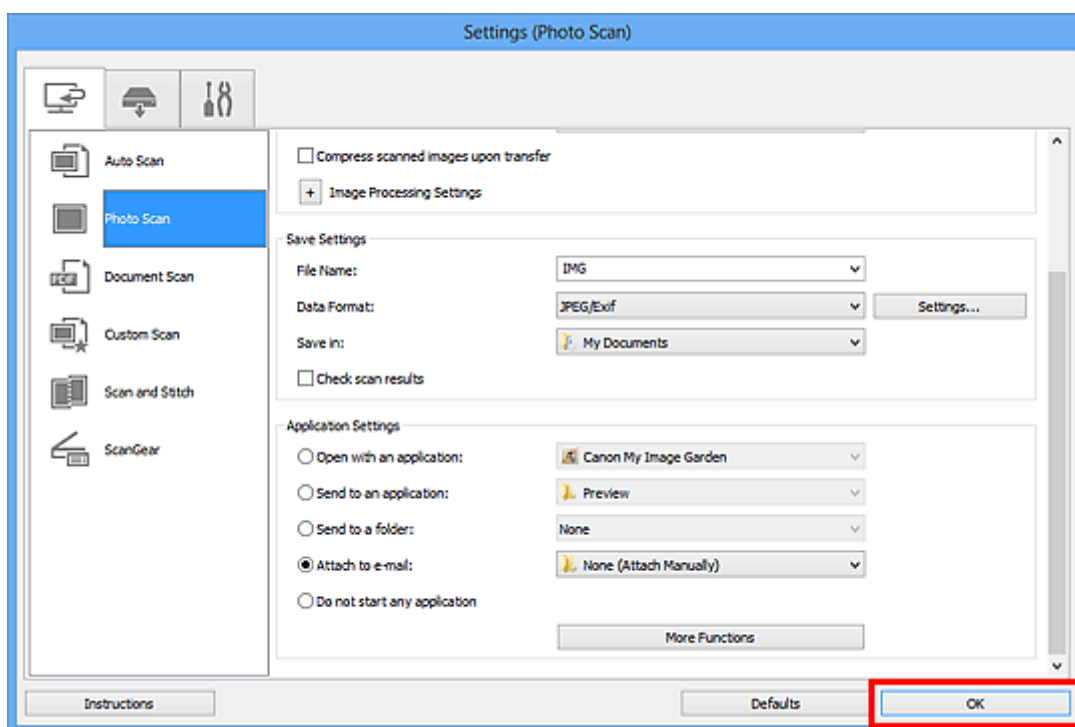 Settings (Photo Scan)
Auto Scan
Photo Scan
Document Scan
Custom Scan
Scan and Stitch
ScanGear
Compress scanned images upon transfer
+ Image Processing Settings
Save Settings
File Name: IMG
Data Format: JPEG/Exif Settings...
Save in: My Documents
Check scan results
Application Settings
Open with an application: Canon My Image Garden
Send to an application: Preview
Send to a folder: None
Attach to e-mail: None (Attach Manually)
Do not start any application
More Functions
Instructions Defaults OK